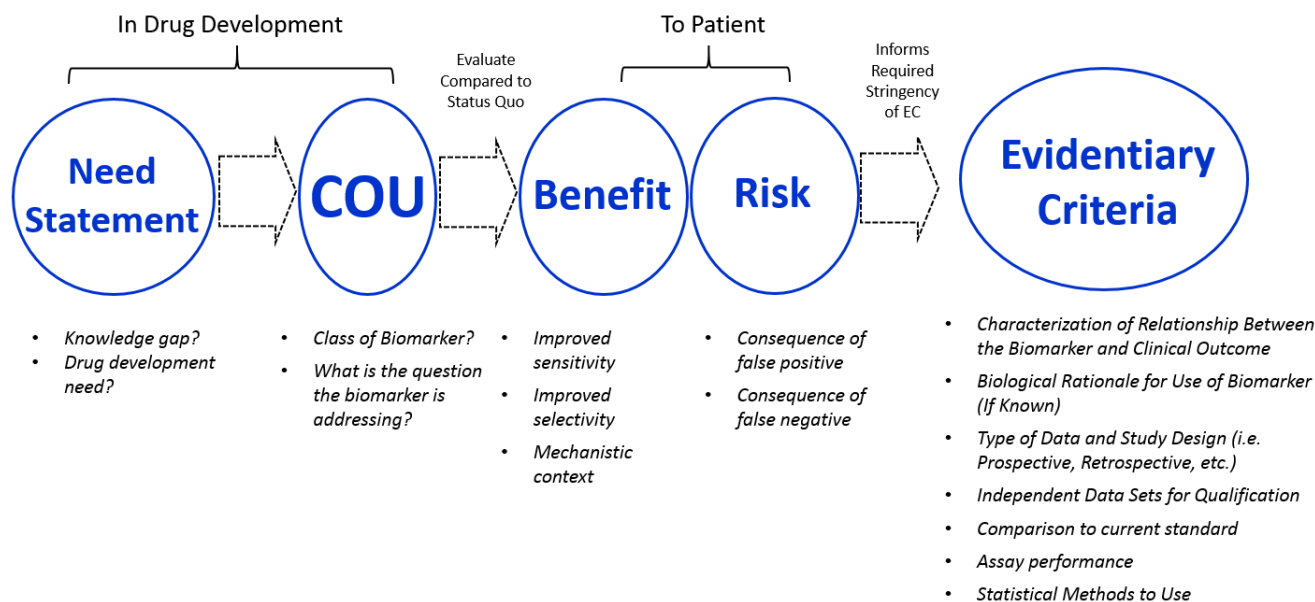 In Drug Development
To Patient
Evaluate
Compared to
Status Quo
Informs
Required
Stringency
of EC
Need
Statement
COU
Benefit
Risk
Evidentiary
Criteria
• Knowledge gap?
• Drug development
need?
• Class of Biomarker?
• What is the question
the biomarker is
addressing?
• Improved
sensitivity
• Improved
selectivity
• Mechanistic
context
• Consequence of
false positive
• Consequence of
false negative
• Characterization of Relationship Between
the Biomarker and Clinical Outcome
• Biological Rationale for Use of Biomarker
(If Known)
• Type of Data and Study Design (i.e.
Prospective, Retrospective, etc.)
• Independent Data Sets for Qualification
• Comparison to current standard
• Assay performance
• Statistical Methods to Use